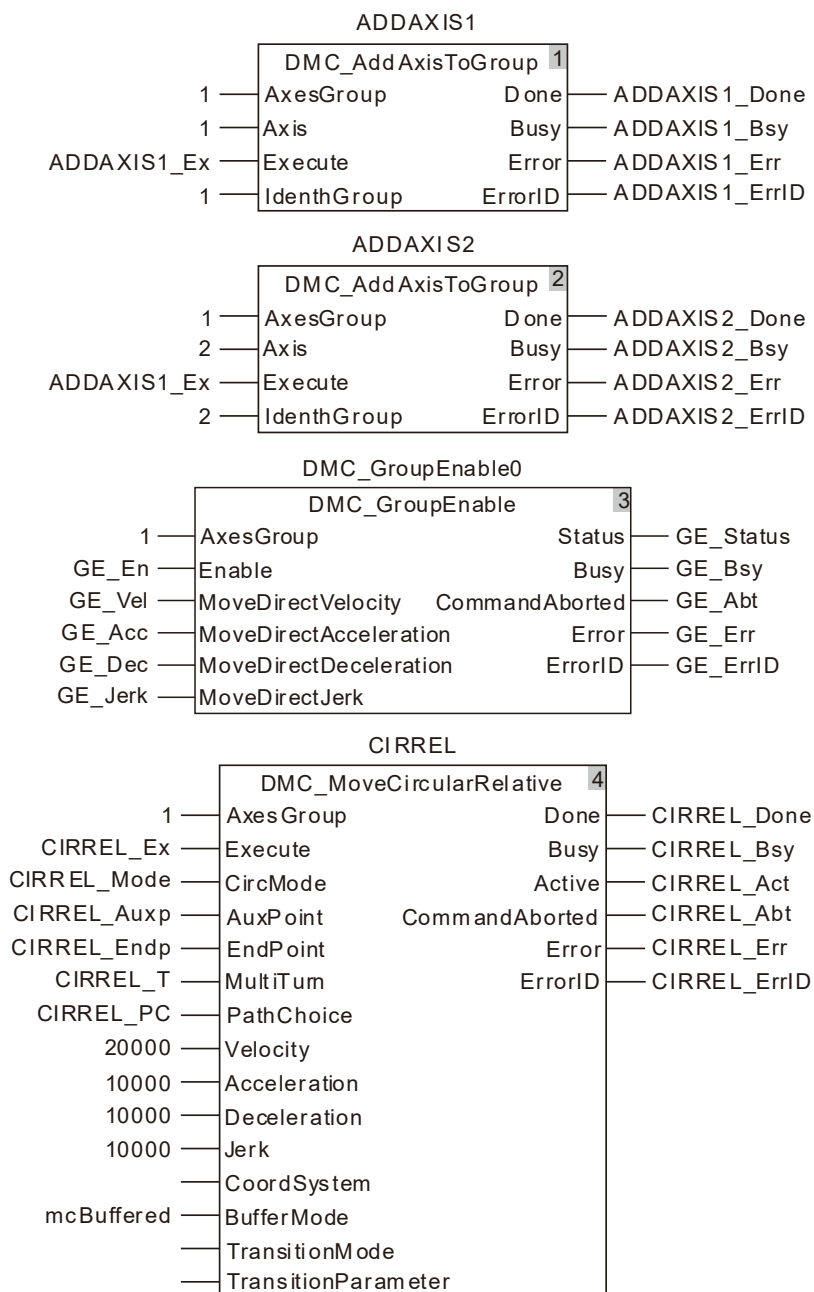 ADDAXIS1
DMC_AddAxisToGroup 1
1 AxesGroup Done ADDAXIS1_Done
1 Axis Busy ADDAXIS1_Bsy
ADDAXIS1_Ex Execute Error ADDAXIS1_Err
1 IdenthGroup ErrorID ADDAXIS1_ErrID
ADDAXIS2
DMC_AddAxisToGroup 2
1 AxesGroup Done ADDAXIS2_Done
2 Axis Busy ADDAXIS2_Bsy
ADDAXIS1_Ex Execute Error ADDAXIS2_Err
2 IdenthGroup ErrorID ADDAXIS2_ErrID
DMC_GroupEnable0
DMC_GroupEnable 3
1 AxesGroup Status GE_Status
GE_En Enable Busy GE_Bsy
GE_Vel MoveDirectVelocity CommandAborted GE_Abt
GE_Acc MoveDirectAcceleration Error GE_Err
GE_Dec MoveDirectDeceleration ErrorID GE_ErrID
GE_Jerk MoveDirectJerk
CIRREL
DMC_MoveCircularRelative 4
1 AxesGroup Done CIRREL_Done
CIRREL_Ex Execute Busy CIRREL_Bsy
CIRREL_Mode CircMode Active CIRREL_Act
CIRREL_Auxp AuxPoint CommandAborted CIRREL_Abt
CIRREL_Endp EndPoint Error CIRREL_Err
CIRREL_T MultiTurn ErrorID CIRREL_ErrID
CIRREL_PC PathChoice
20000 Velocity
10000 Acceleration
10000 Deceleration
10000 Jerk
CoordSystem
mcBuffered BufferMode
TransitionMode
TransitionParameter